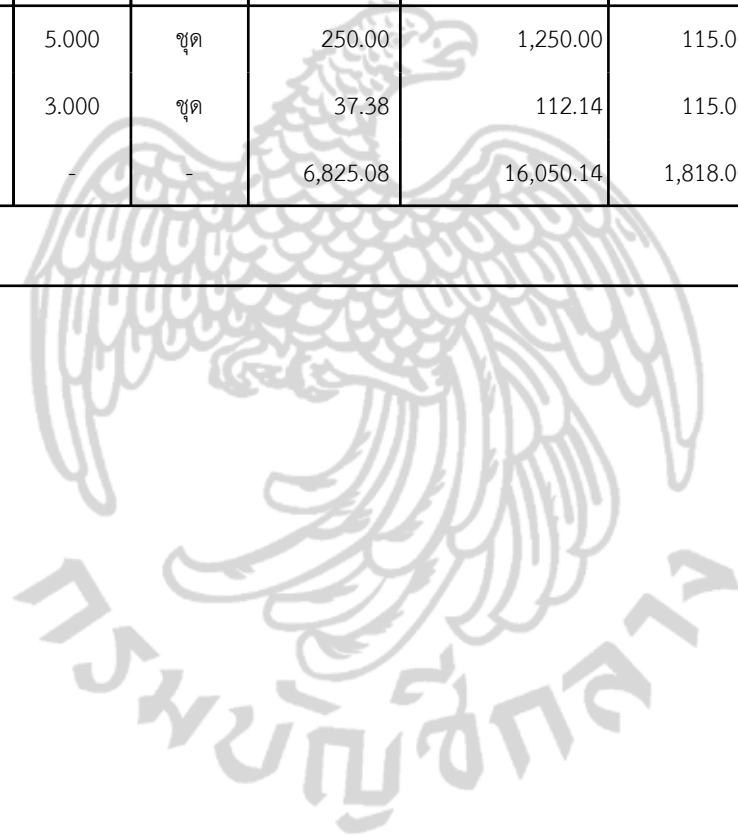 5.000 ชุด 250.00 1,250.00 115.0
3.000 ชุด 37.38 112.14 115.0
- - 6,825.08 16,050.14 1,818.0
กรมบัญชีกลาง